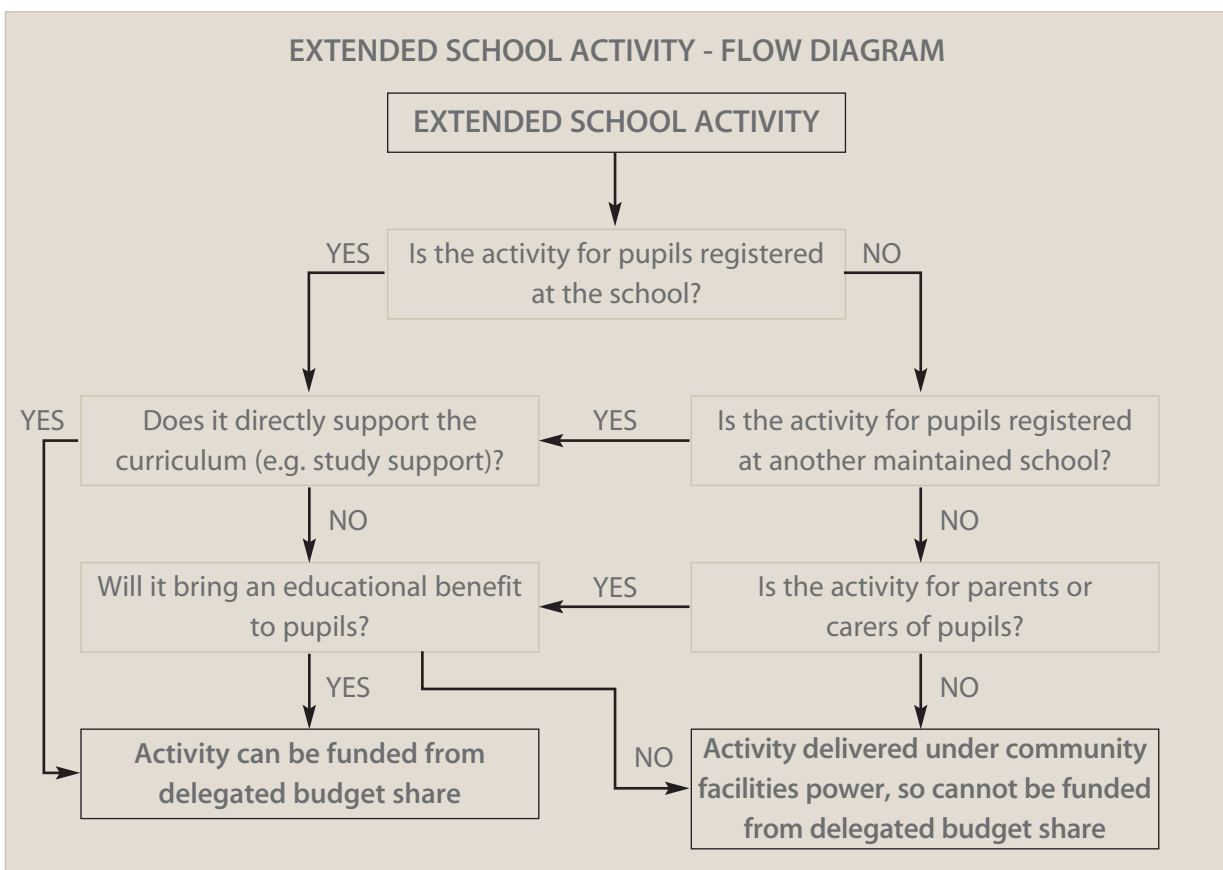 EXTENDED SCHOOL ACTIVITY - FLOW DIAGRAM
EXTENDED SCHOOL ACTIVITY
YES
Is the activity for pupils registered
at the school?
NO
YES
Does it directly support the
curriculum (e.g. study support)?
YES
Is the activity for pupils registered
at another maintained school?
NO
NO
Will it bring an educational benefit
to pupils?
YES
Is the activity for parents or
carers of pupils?
YES
NO
Activity can be funded from
delegated budget share
NO
Activity delivered under community
facilities power, so cannot be funded
from delegated budget share